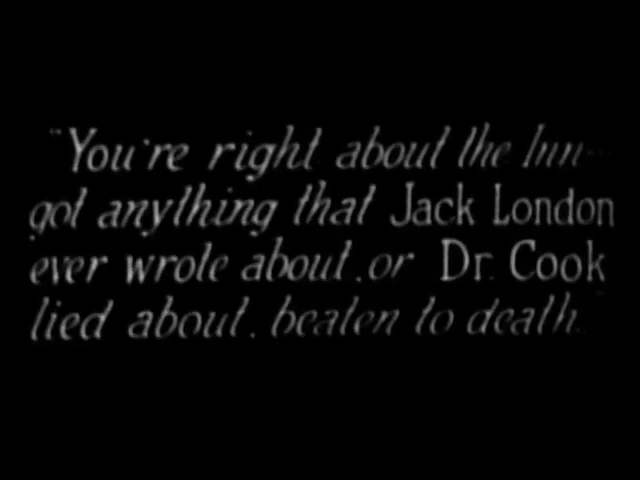 "You're right about the Inn--
got anything that Jack London
ever wrote about, or Dr. Cook
lied about, beaten to death."